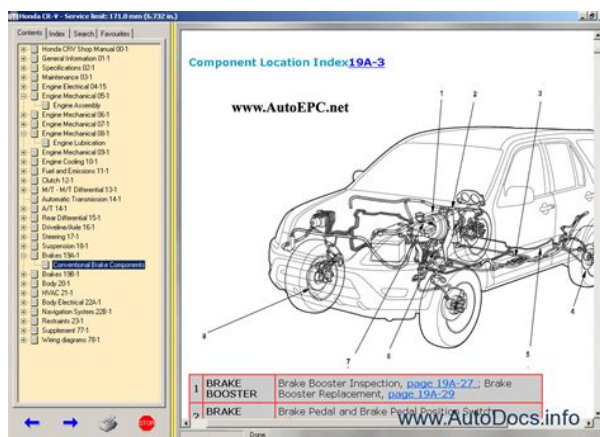 Honda CR-V - Service limit: 171.0 mm (6.732 in.)
Contents Index Search Favourites
Honda CRV Shop Manual 00-1
General Information 01-1
Specifications 02-1
Maintenance 03-1
Engine Electrical 04-15
Engine Mechanical 05-1
Engine Assembly
Engine Mechanical 06-1
Engine Mechanical 07-1
Engine Mechanical 08-1
Engine Lubrication
Engine Mechanical 09-1
Engine Cooling 10-1
Fuel and Emissions 11-1
Clutch 12-1
M/T - M/T Differential 13-1
Automatic Transmission 14-1
A/T 14-1
Rear Differential 15-1
Driveline/Axle 16-1
Steering 17-1
Suspension 18-1
Brakes 19A-1
Conventional Brake Components
Brakes 19B-1
Body 20-1
HVAC 21-1
Body Electrical 22A-1
Navigation System 22B-1
Restraints 23-1
Supplement 77-1
Wiring diagrams 78-1
STOP
Component Location Index19A-3
www.AutoEPC.net
1 2 3
4
5
6
7
8
1 BRAKE BOOSTER Brake Booster Inspection, page 19A-27 ; Brake
Booster Replacement, page 19A-29
2 BRAKE Brake Pedal and Brake Pedal Position Switch
www.AutoDocs.info
Done